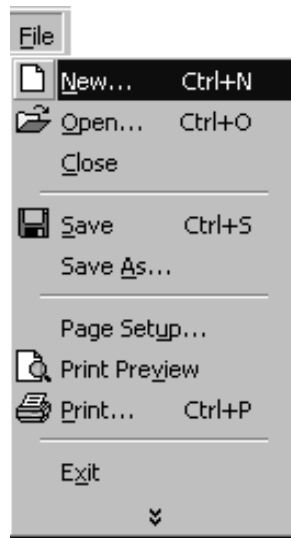 File
New... Ctrl+N
Open... Ctrl+O
Close
Save Ctrl+S
Save As...
Page Setup...
Print Preview
Print... Ctrl+P
Exit